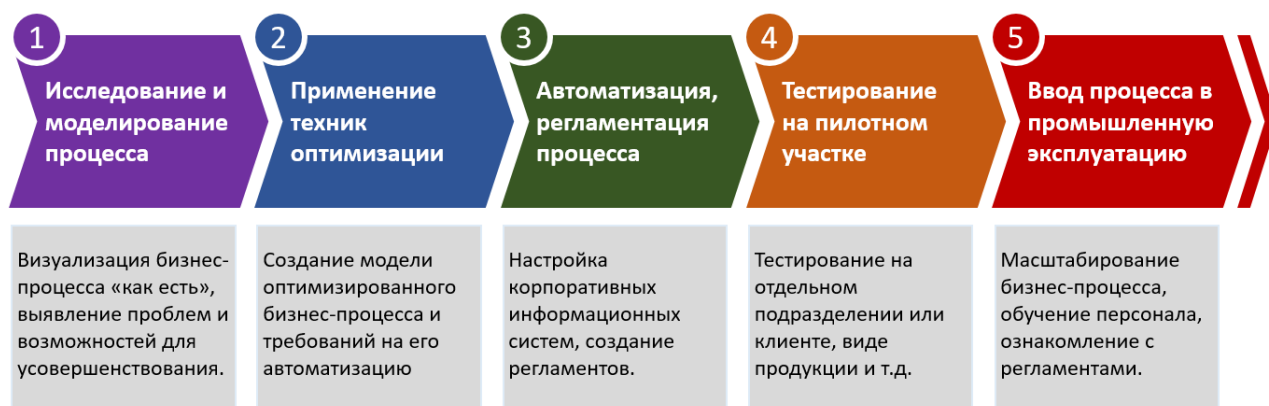 1
Исследование и
моделирование
процесса
2
Применение
техник
оптимизации
3
Автоматизация,
регламентация
процесса
4
Тестирование
на пилотном
участке
5
Ввод процесса в
промышленную
эксплуатацию
Визуализация бизнес-
процесса «как есть»,
выявление проблем и
возможностей для
усовершенствования.
Создание модели
оптимизированного
бизнес-процесса и
требований на его
автоматизацию
Настройка
корпоративных
информационных
систем, создание
регламентов.
Тестирование на
отдельном
подразделении или
клиенте, виде
продукции и т.д.
Масштабирование
бизнес-процесса,
обучение персонала,
ознакомление с
регламентами.